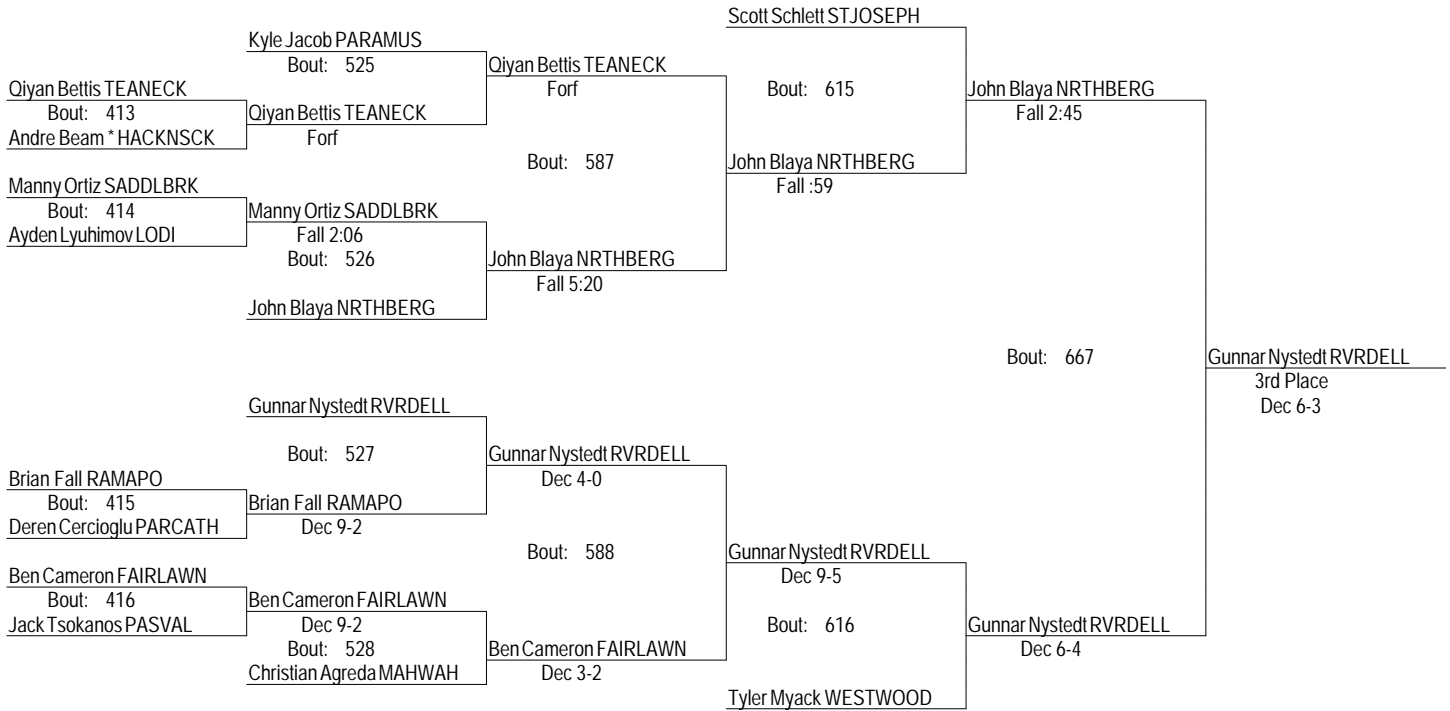 Scott Schlett STJOSEPH
Kyle Jacob PARAMUS
Bout: 525
Qiyan Bettis TEANECK
Forf
Qiyan Bettis TEANECK
Bout: 413
Qiyan Bettis TEANECK
Andre Beam * HACKNSCK
Forf
Bout: 615
John Blaya NRTHBERG
Fall 2:45
Bout: 587
John Blaya NRTHBERG
Fall :59
Manny Ortiz SADDLBRK
Bout: 414
Manny Ortiz SADDLBRK
Ayden Lyuhimov LODI
Fall 2:06
Bout: 526
John Blaya NRTHBERG
Fall 5:20
John Blaya NRTHBERG
Bout: 667
Gunnar Nystedt RVRDELL
3rd Place
Dec 6-3
Gunnar Nystedt RVRDELL
Bout: 527
Gunnar Nystedt RVRDELL
Dec 4-0
Brian Fall RAMAPO
Bout: 415
Brian Fall RAMAPO
Deren Cercioglu PARCATH
Dec 9-2
Bout: 588
Gunnar Nystedt RVRDELL
Dec 9-5
Ben Cameron FAIRLAWN
Bout: 416
Ben Cameron FAIRLAWN
Jack Tsokanos PASVAL
Dec 9-2
Bout: 528
Ben Cameron FAIRLAWN
Christian Agreda MAHWAH
Dec 3-2
Bout: 616
Gunnar Nystedt RVRDELL
Dec 6-4
Tyler Myack WESTWOOD